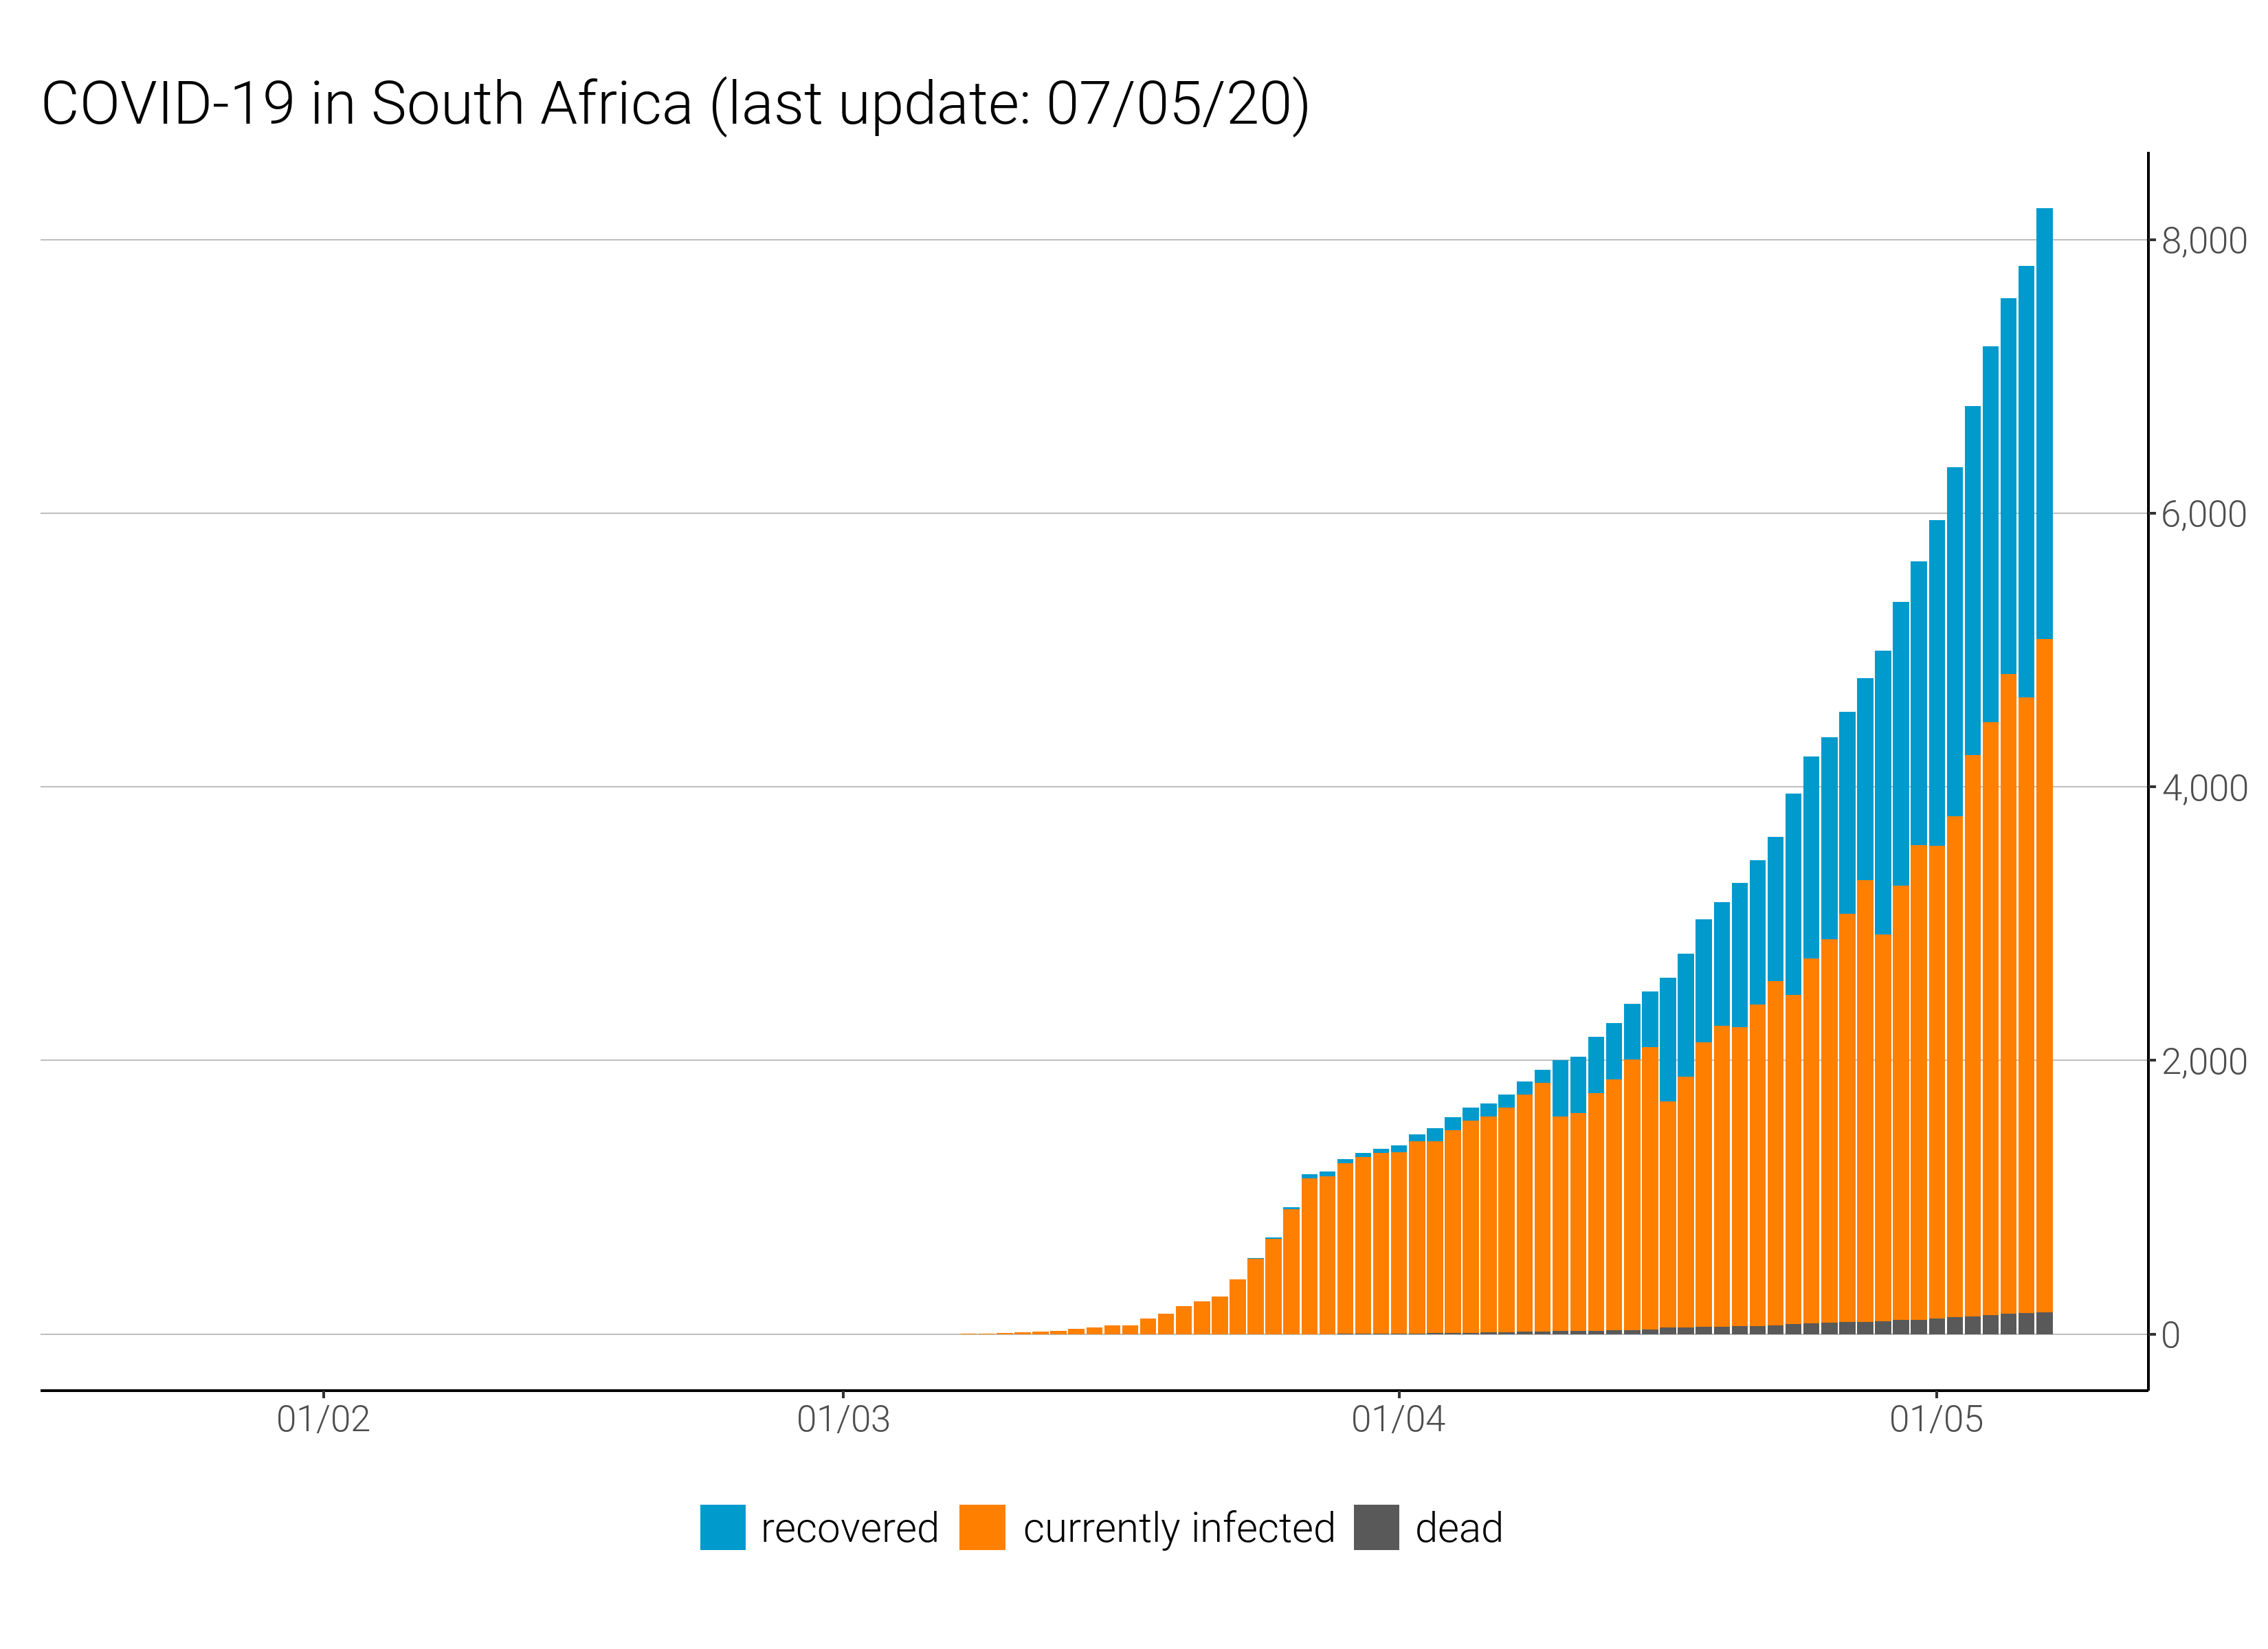 COVID-19 in South Africa (last update: 07/05/20)
8,000
6,000
4,000
2,000
0
01/02 01/03 01/04 01/05
recovered currently infected dead